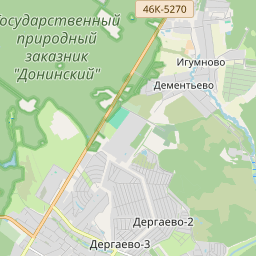 46К-5270
Государственный
природный
заказник
"Донинский"
Игумново
Дементьево
Дергаево-2
Дергаево-3